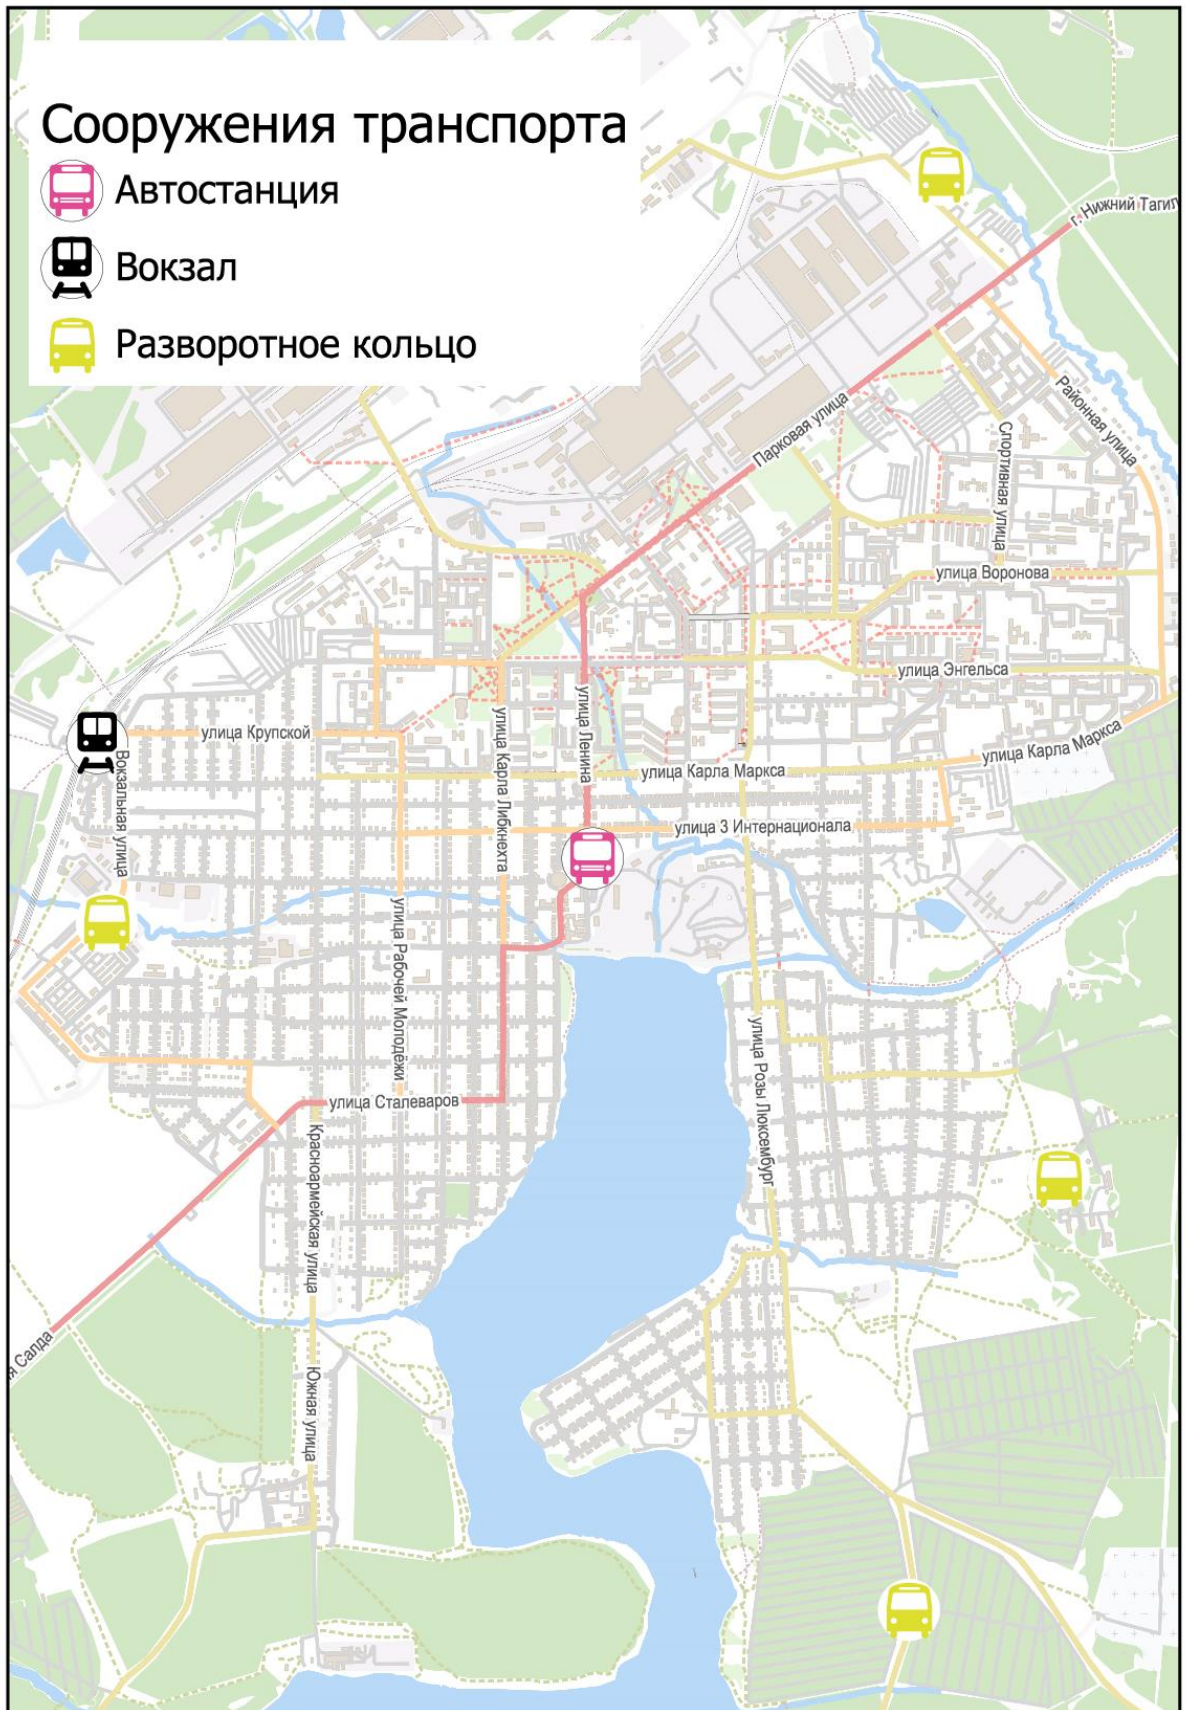 Сооружения транспорта
Автостанция
Вокзал
Разворотное кольцо
г. Нижний Тагил
Районная улица
Парковая улица
Спортивная улица
улица Воронова
улица Энгельса
улица Крупской
улица Карла Либкнехта
улица Ленина
улица Карла Маркса
улица Карла Маркса
Вокзальная улица
улица 3 Интернационала
улица Рабочей Молодёжи
улица Розы Люксембург
улица Сталеваров
Красноармейская улица
я Салда
Южная улица